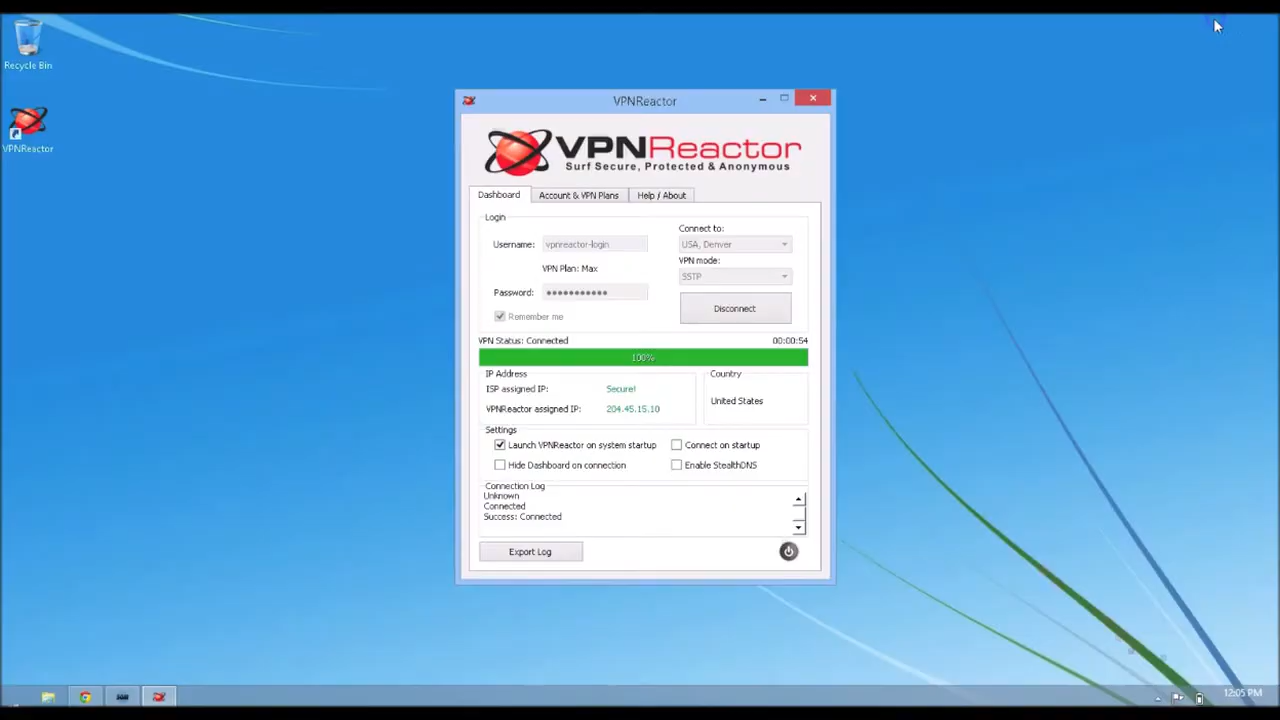 Recycle Bin
VPNReactor
VPNReactor
VPNReactor
Surf Secure, Protected & Anonymous
Dashboard
Account & VPN Plans
Help / About
Login
Connect to:
Username:
vpnreactor-login
USA, Denver
VPN Plan: Max
VPN mode:
SSTP
Password:
•••••••••••
Disconnect
Remember me
VPN Status: Connected
00:00:54
100%
IP Address
Country
ISP assigned IP:
Secure!
United States
VPNReactor assigned IP:
204.45.15.10
Settings
Launch VPNReactor on system startup
Connect on startup
Hide Dashboard on connection
Enable StealthDNS
Connection Log
Unknown
Connected
Success: Connected
Export Log
12:05 PM